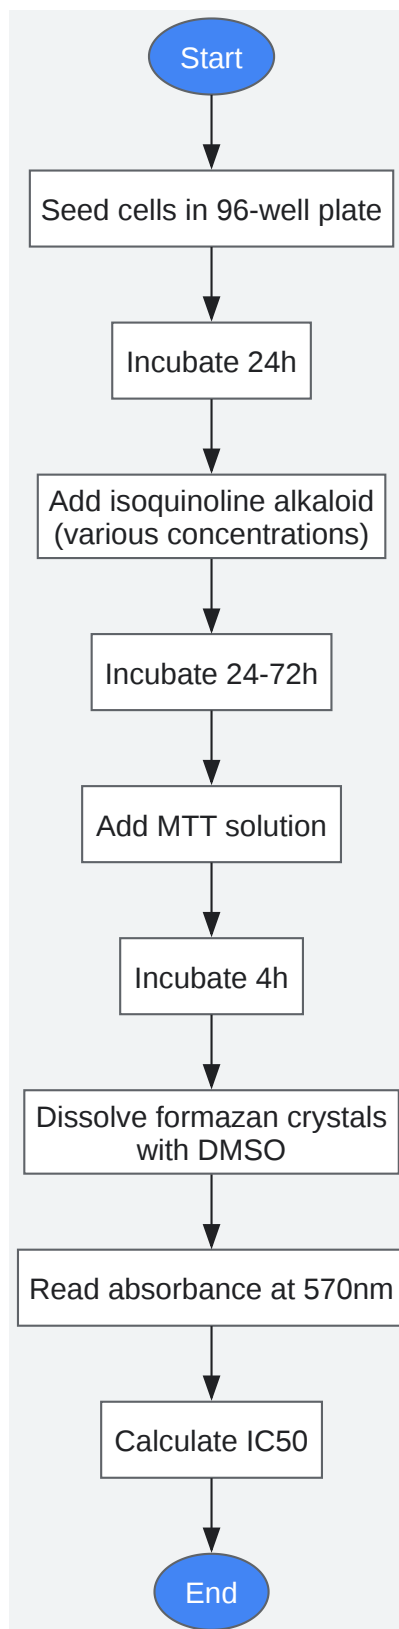 Start
Seed cells in 96-well plate
Incubate 24h
Add isoquinoline alkaloid
(various concentrations)
Incubate 24-72h
Add MTT solution
Incubate 4h
Dissolve formazan crystals
with DMSO
Read absorbance at 570nm
Calculate IC50
End